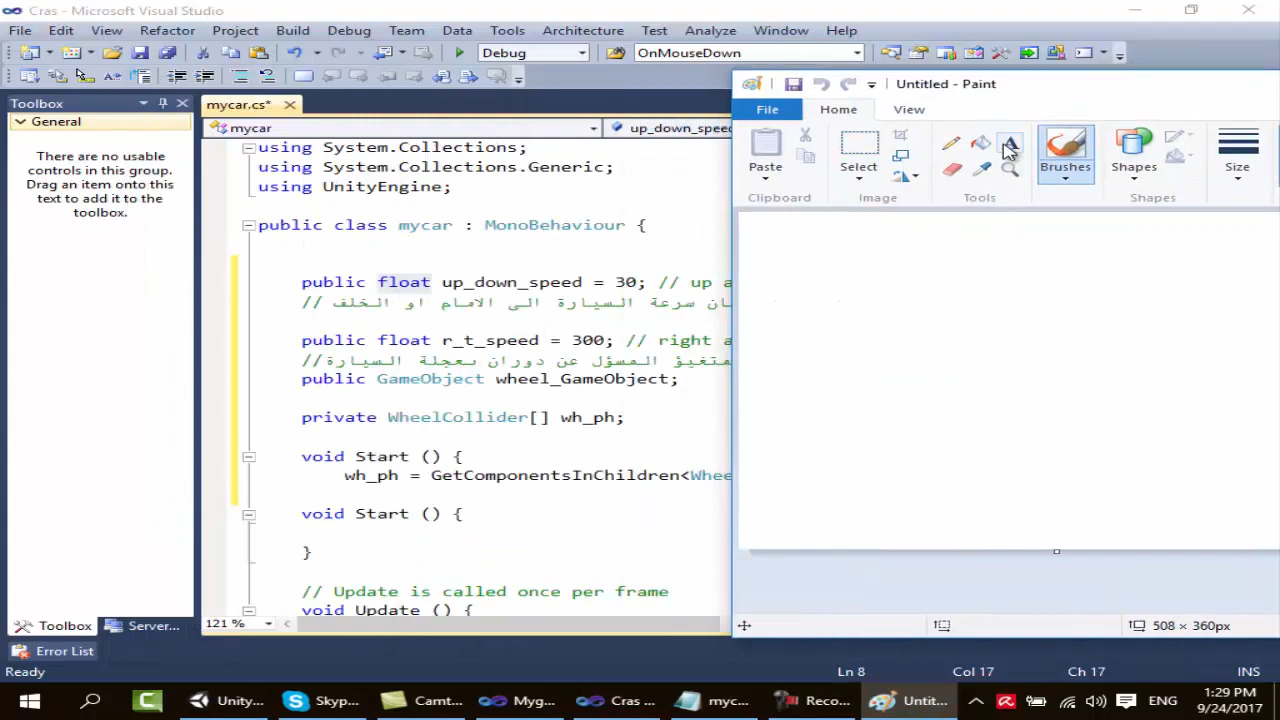 Cras - Microsoft Visual Studio
File Edit View Refactor Project Build Debug Team Data Tools Architecture Test Analyze Window Help
Debug OnMouseDown
Toolbox
General
There are no usable
controls in this group.
Drag an item onto this
text to add it to the
toolbox.
mycar.cs*
mycar up_down_speed
using System.Collections;
using System.Collections.Generic;
using UnityEngine;
public class mycar : MonoBehaviour {
public float up_down_speed = 30; // up a
ان سرعة السيارة الى الامام او الخلف //
public float r_t_speed = 300; // right a
متغيؤ المسؤل عن دوران بعجلة السيارة//
public GameObject wheel_GameObject;
private WheelCollider[] wh_ph;
void Start () {
wh_ph = GetComponentsInChildren<Whee
void Start () {
}
// Update is called once per frame
void Update () {
121 %
Toolbox Server...
Error List
Ready Ln 8 Col 17 Ch 17 INS
Untitled - Paint
File Home View
Paste Select Brushes Shapes Size
Clipboard Image Tools Shapes
508 × 360px
Unity... Skyp... Camt... Myg... Cras ... myc... Reco... Untit... ENG
1:29 PM
9/24/2017